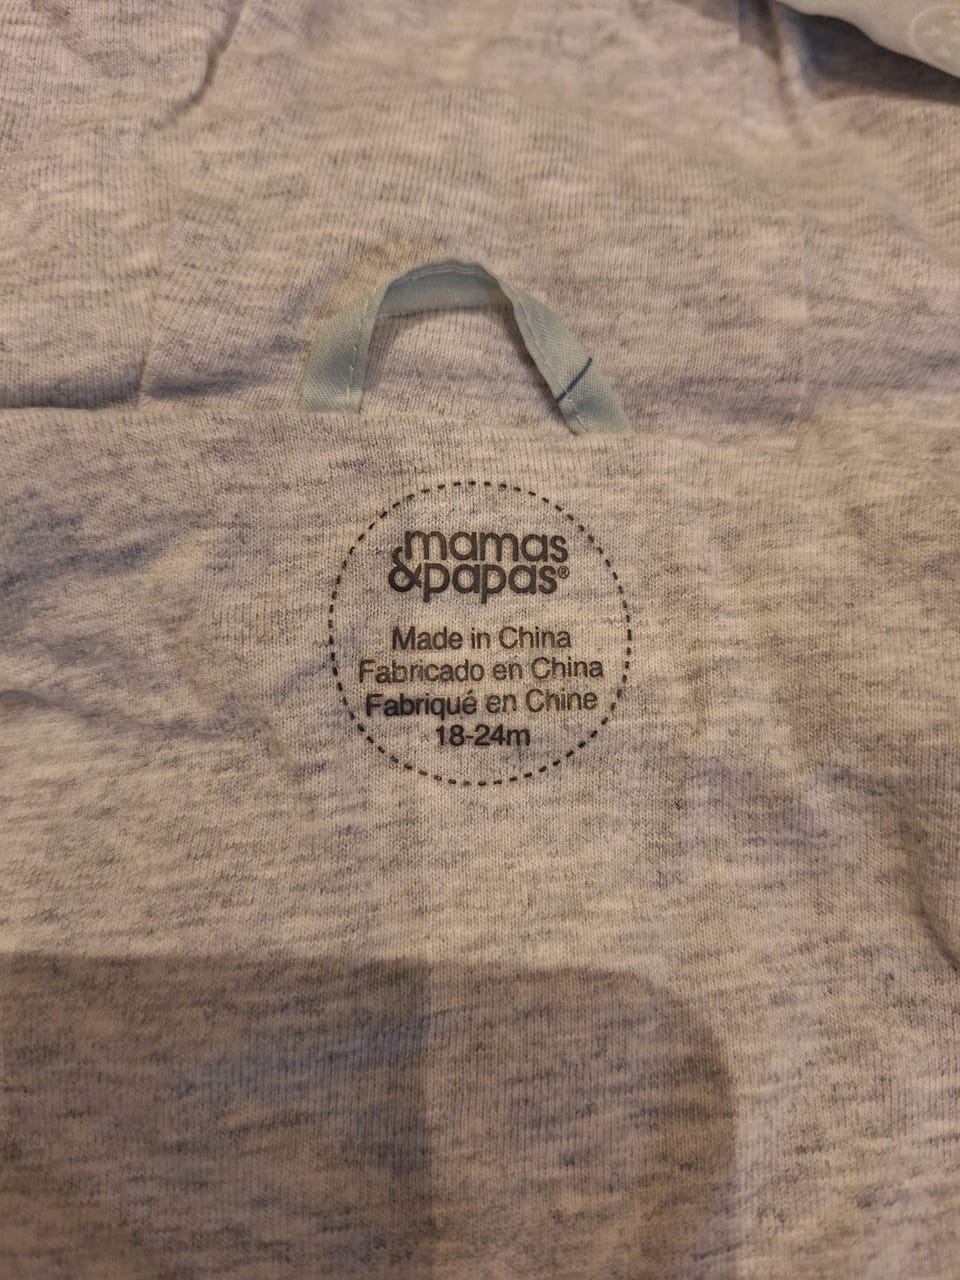 mamas
&papas®
Made in China
Fabricado en China
Fabriqué en Chine
18-24m